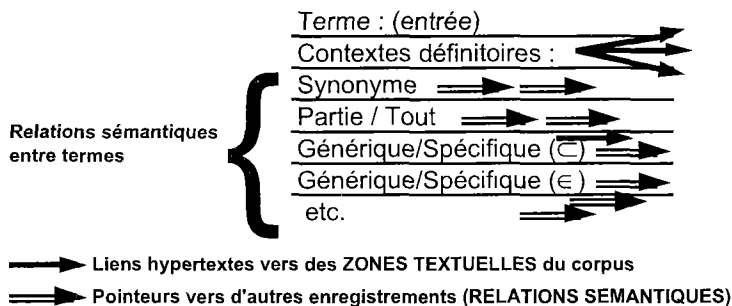 Terme : (entrée)
Contextes définitoires :
Synonyme
Partie / Tout
Relations sémantiques
entre termes
Générique/Spécifique (⊂)
Générique/Spécifique (∈ )
etc.
Liens hypertextes vers des ZONES TEXTUELLES du corpus
Pointeurs vers d'autres enregistrements (RELATIONS SEMANTIQUES)